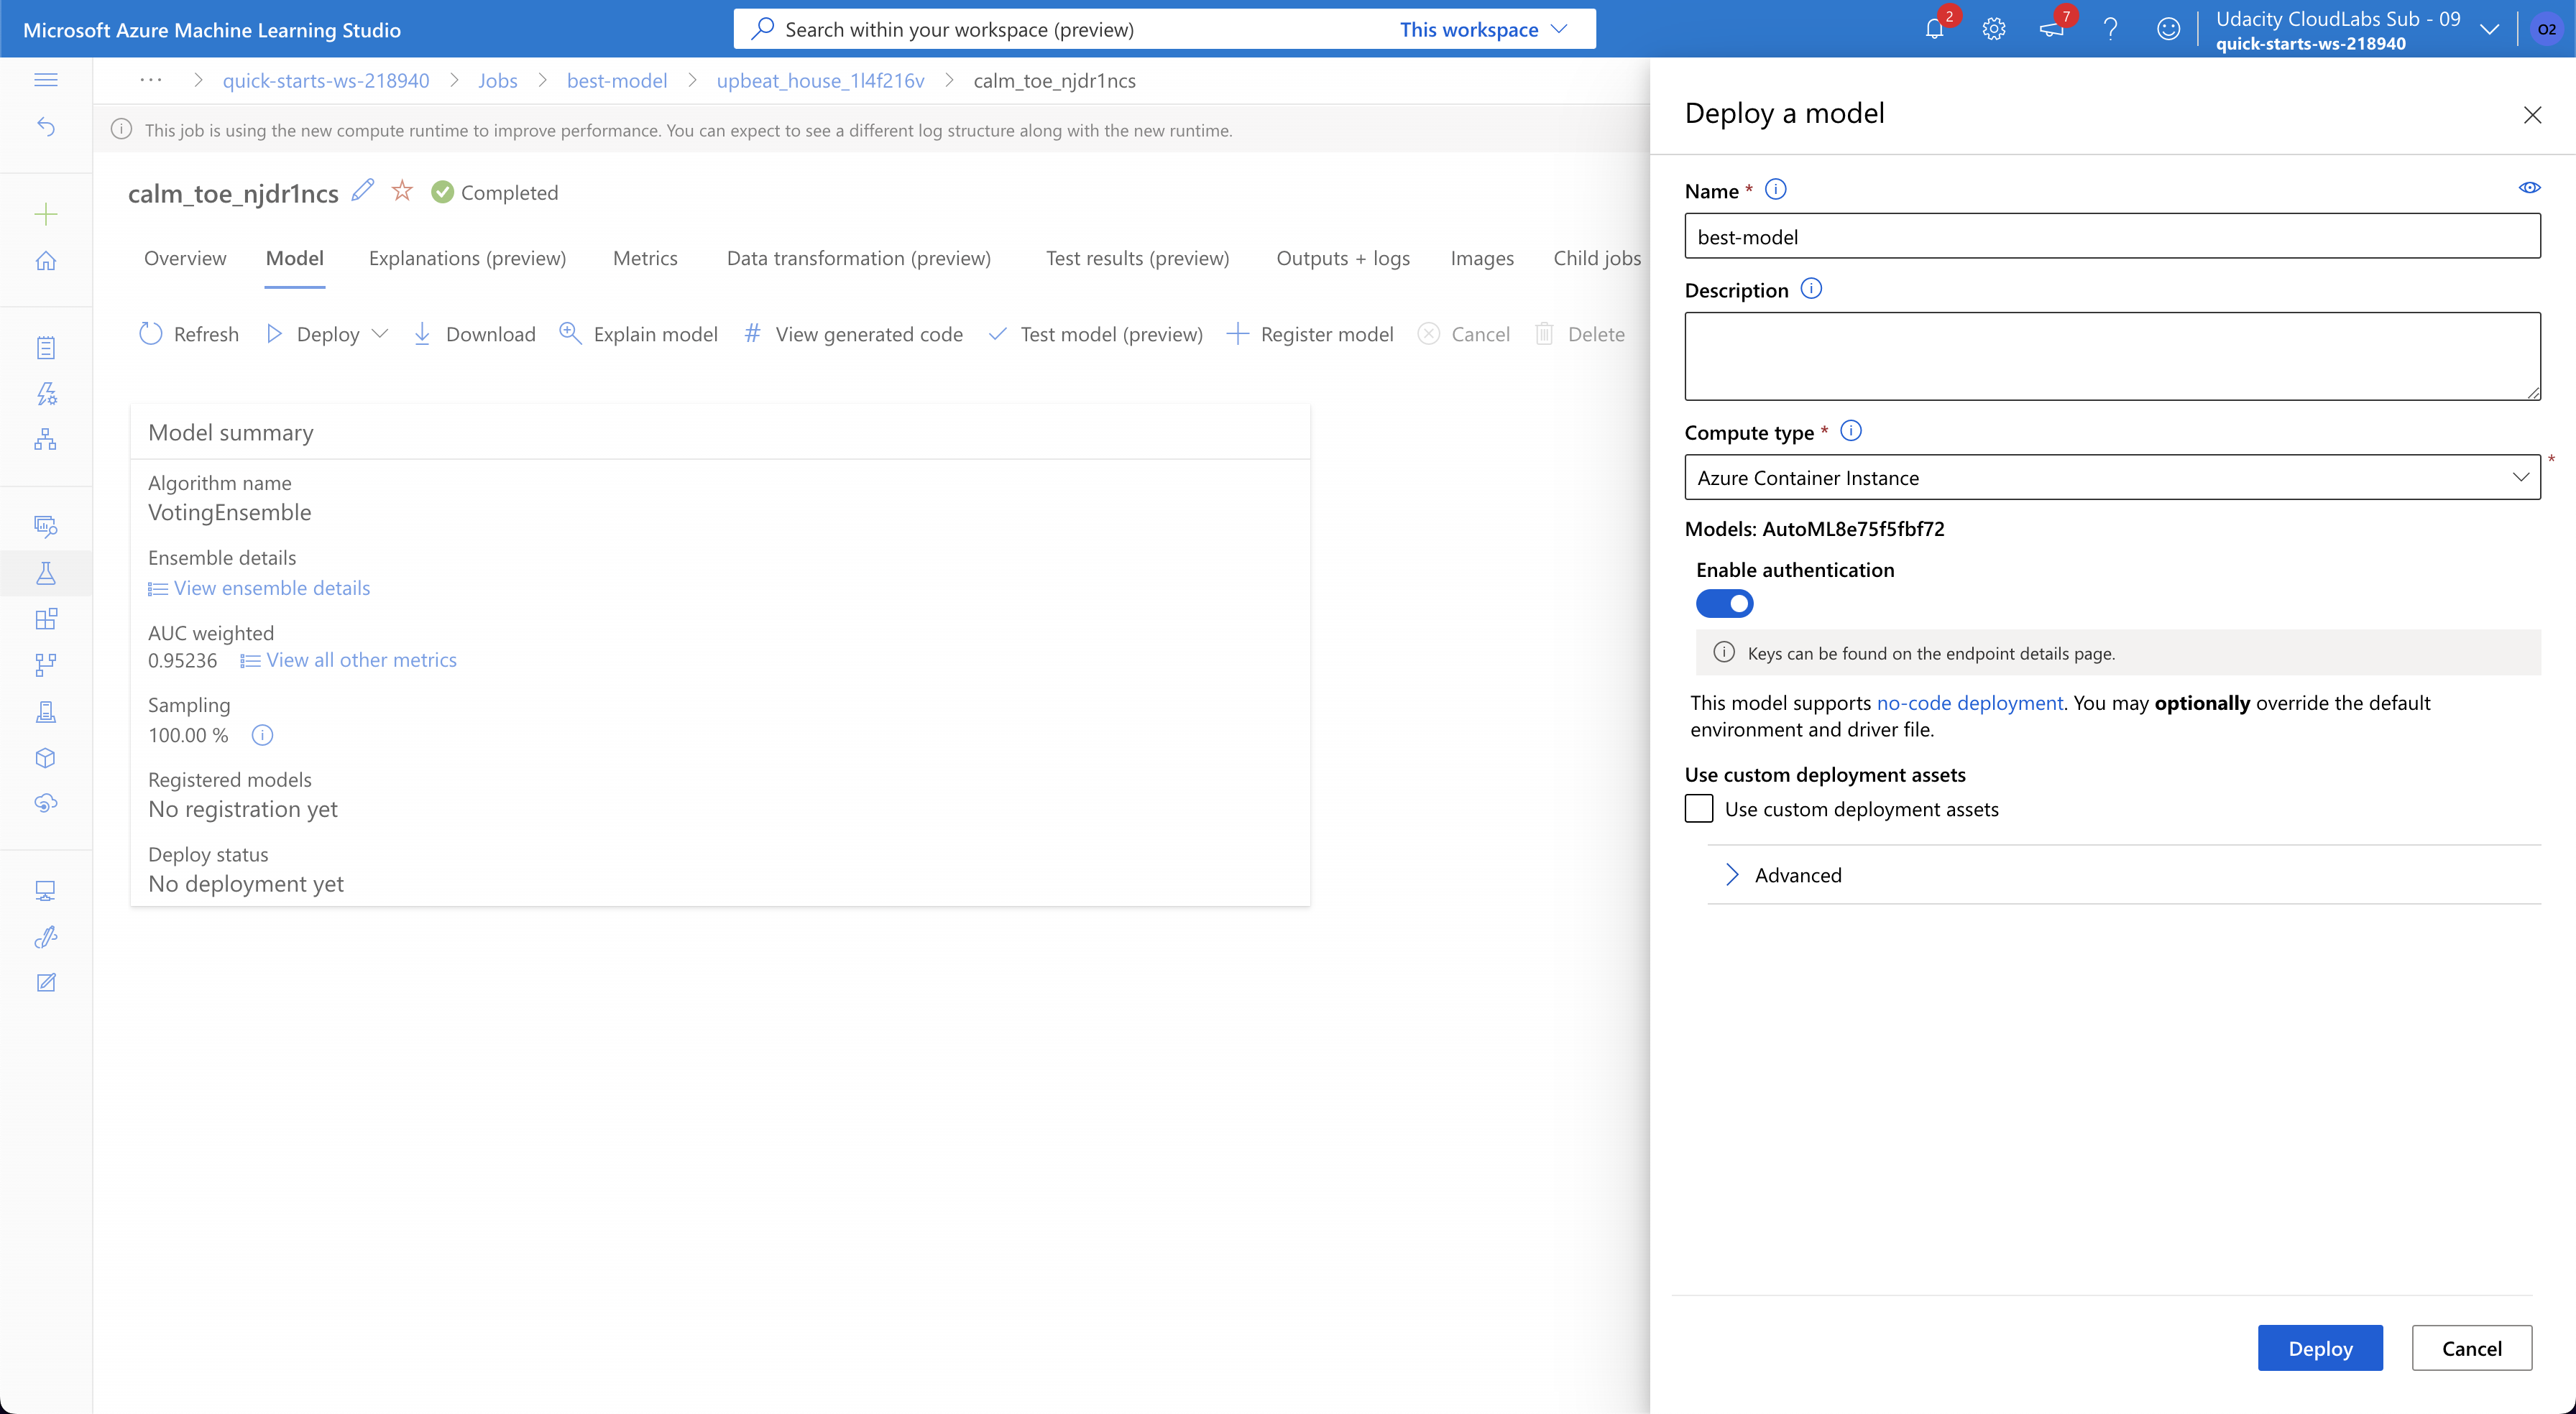 Microsoft Azure Machine Learning Studio
Search within your workspace (preview)
This workspace
2
7
Udacity CloudLabs Sub - 09
quick-starts-ws-218940
O2
... > quick-starts-ws-218940 > Jobs > best-model > upbeat_house_1l4f216v > calm_toe_njdr1ncs
This job is using the new compute runtime to improve performance. You can expect to see a different log structure along with the new runtime.
calm_toe_njdr1ncs
Completed
Overview Model Explanations (preview) Metrics Data transformation (preview) Test results (preview) Outputs + logs Images Child jobs
Refresh Deploy Download Explain model # View generated code Test model (preview) Register model Cancel Delete
Model summary
Algorithm name
VotingEnsemble
Ensemble details
View ensemble details
AUC weighted
0.95236 View all other metrics
Sampling
100.00 %
Registered models
No registration yet
Deploy status
No deployment yet
Deploy a model
Name *
best-model
Description
Compute type *
Azure Container Instance
*
Models: AutoML8e75f5fbf72
Enable authentication
Keys can be found on the endpoint details page.
This model supports no-code deployment. You may optionally override the default
environment and driver file.
Use custom deployment assets
Use custom deployment assets
Advanced
Deploy
Cancel